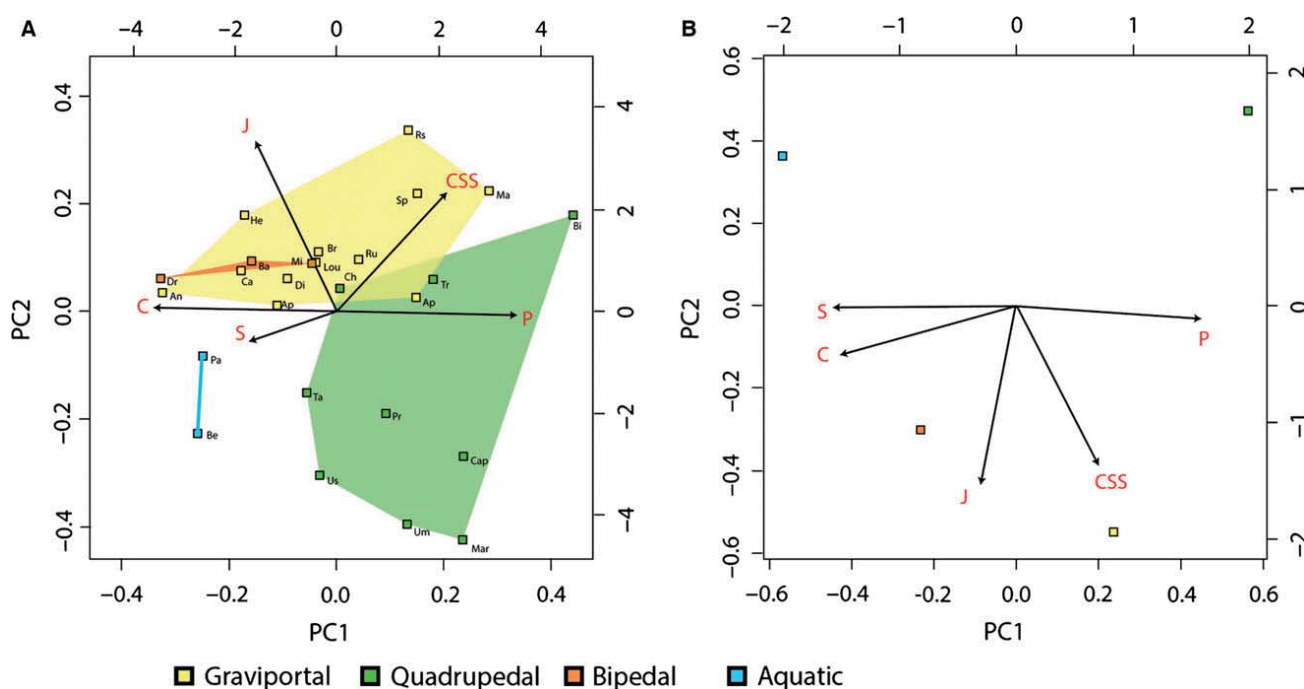 A
−4 −2 0 2 4
B
−2 −1 0 1 2
PC2
0.4
0.2
0.0
−0.2
−0.4
4
2
0
−2
−4
J
Rs
CSS
Ma
Sp
Bi
He
Br
Ru
Ba
Mi
Lou
Dr
Ca
Di
Ch
Tr
An
Ap
Ap
C
P
S
Pa
Ta
Pr
Be
Cap
Us
Um
Mar
−0.4 −0.2 0.0 0.2 0.4
PC1
PC2
0.6
0.4
0.2
0.0
−0.2
−0.4
−0.6
2
1
0
−1
−2
S
P
C
CSS
J
−0.6 −0.4 -0.2 0.0 0.2 0.4 0.6
PC1
Graviportal Quadrupedal Bipedal Aquatic